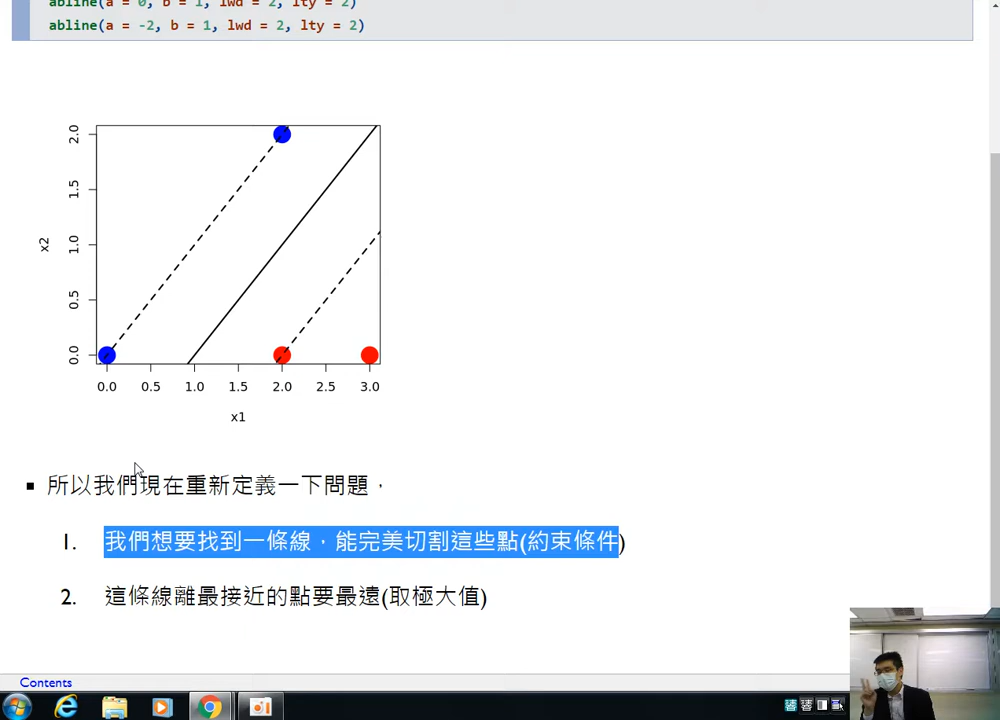 abline(a = 0, b = 1, lwd = 2, lty = 2)
abline(a = -2, b = 1, lwd = 2, lty = 2)
2.0
1.5
x2
1.0
0.5
0.0
0.0 0.5 1.0 1.5 2.0 2.5 3.0
x1
所以我們現在重新定義一下問題，
1. 我們想要找到一條線，能完美切割這些點(約束條件)
2. 這條線離最接近的點要最遠(取極大值)
Contents